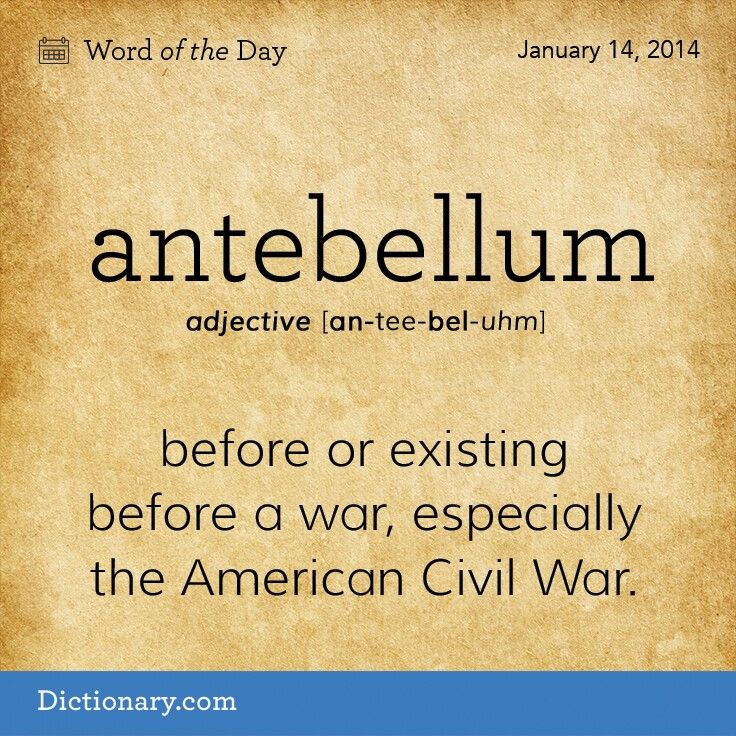 Word of the Day
January 14, 2014
antebellum
adjective [an-tee-bel-uhm]
before or existing
before a war, especially
the American Civil War.
Dictionary.com